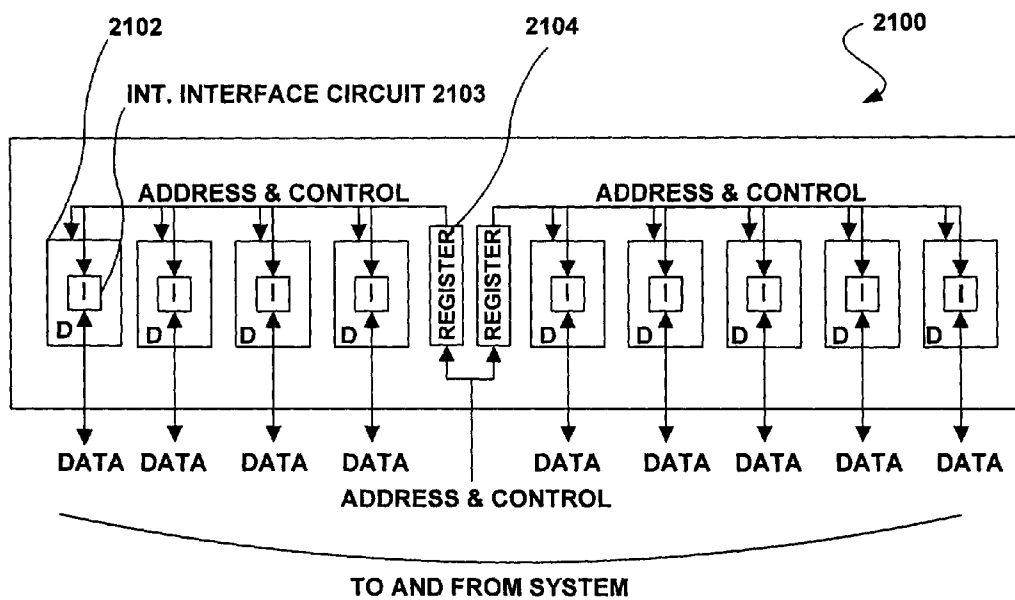 2102
2104
2100
INT. INTERFACE CIRCUIT 2103
ADDRESS & CONTROL
ADDRESS & CONTROL
REGISTER
REGISTER
I I I I I I I I I
D D D D D D D D D
DATA DATA DATA DATA DATA DATA DATA DATA DATA
ADDRESS & CONTROL
TO AND FROM SYSTEM